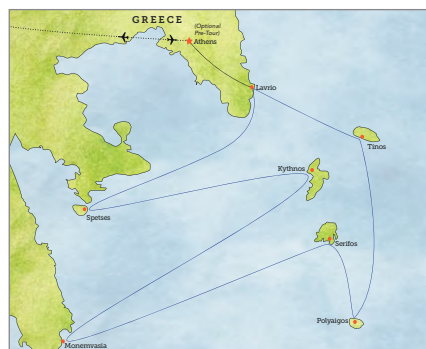 GREECE
(Optional
Pre-Tour)
Athens
Lavrio
Tinos
Kythnos
Spetses
Serifos
Polyaigos
Monemvasia